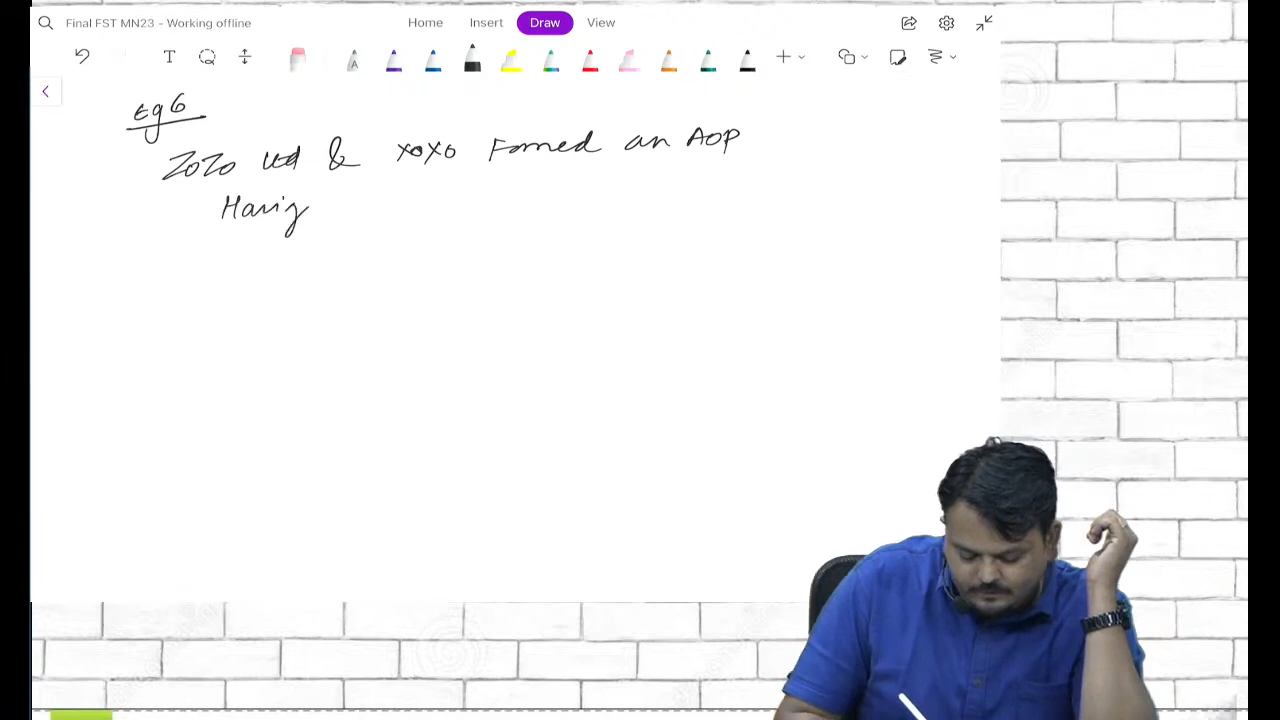 Final FST MN23 - Working offline
Home Insert Draw View
T
A
Eg 6
ZOZO Ltd & XOXO Formed an AOP
Having